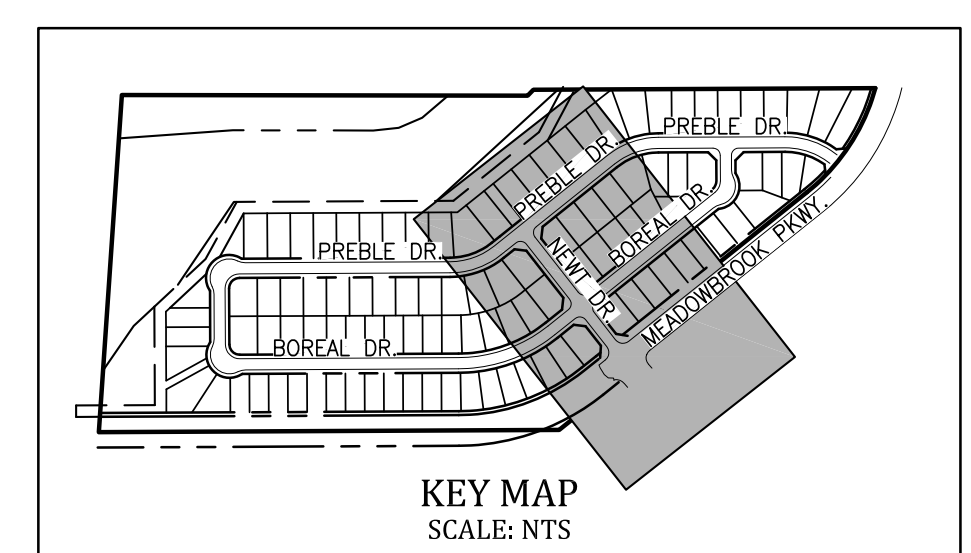 PREBLE DR.
PREBLE DR.
BOREAL DR.
PREBLE DR.
NEWT DR.
MEADOWBROOK PKWY.
BOREAL DR.
KEY MAP
SCALE: NTS